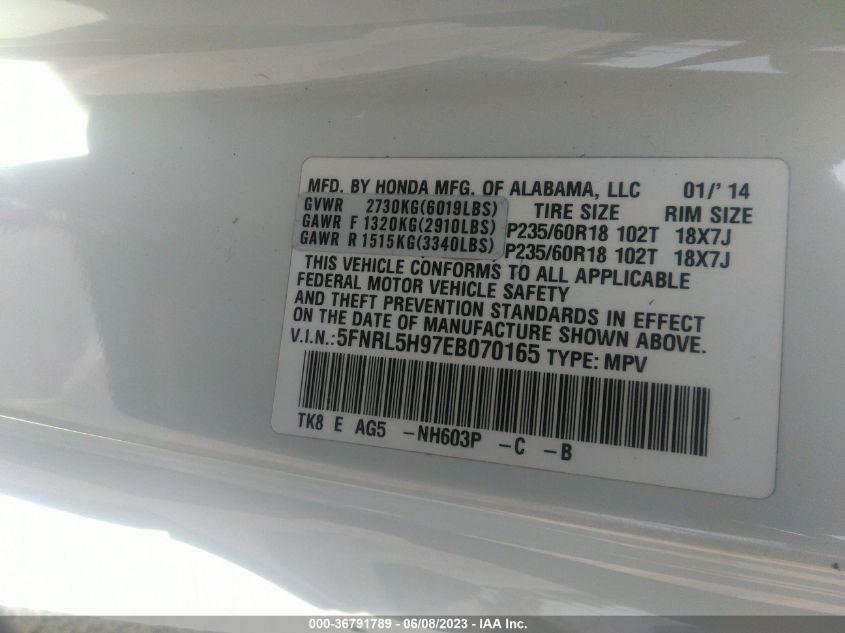 MFD. BY HONDA MFG. OF ALABAMA, LLC 01/'14
GVWR 2730KG(6019LBS) TIRE SIZE RIM SIZE
GAWR F 1320KG(2910LBS) P235/60R18 102T 18X7J
GAWR R 1515KG(3340LBS) P235/60R18 102T 18X7J
THIS VEHICLE CONFORMS TO ALL APPLICABLE
FEDERAL MOTOR VEHICLE SAFETY
AND THEFT PREVENTION STANDARDS IN EFFECT
ON THE DATE OF MANUFACTURE SHOWN ABOVE.
V.I.N.:5FNRL5H97EB070165 TYPE: MPV
TK8 E AG5 -NH603P -C -B
000-36791789 - 06/08/2023 - IAA Inc.